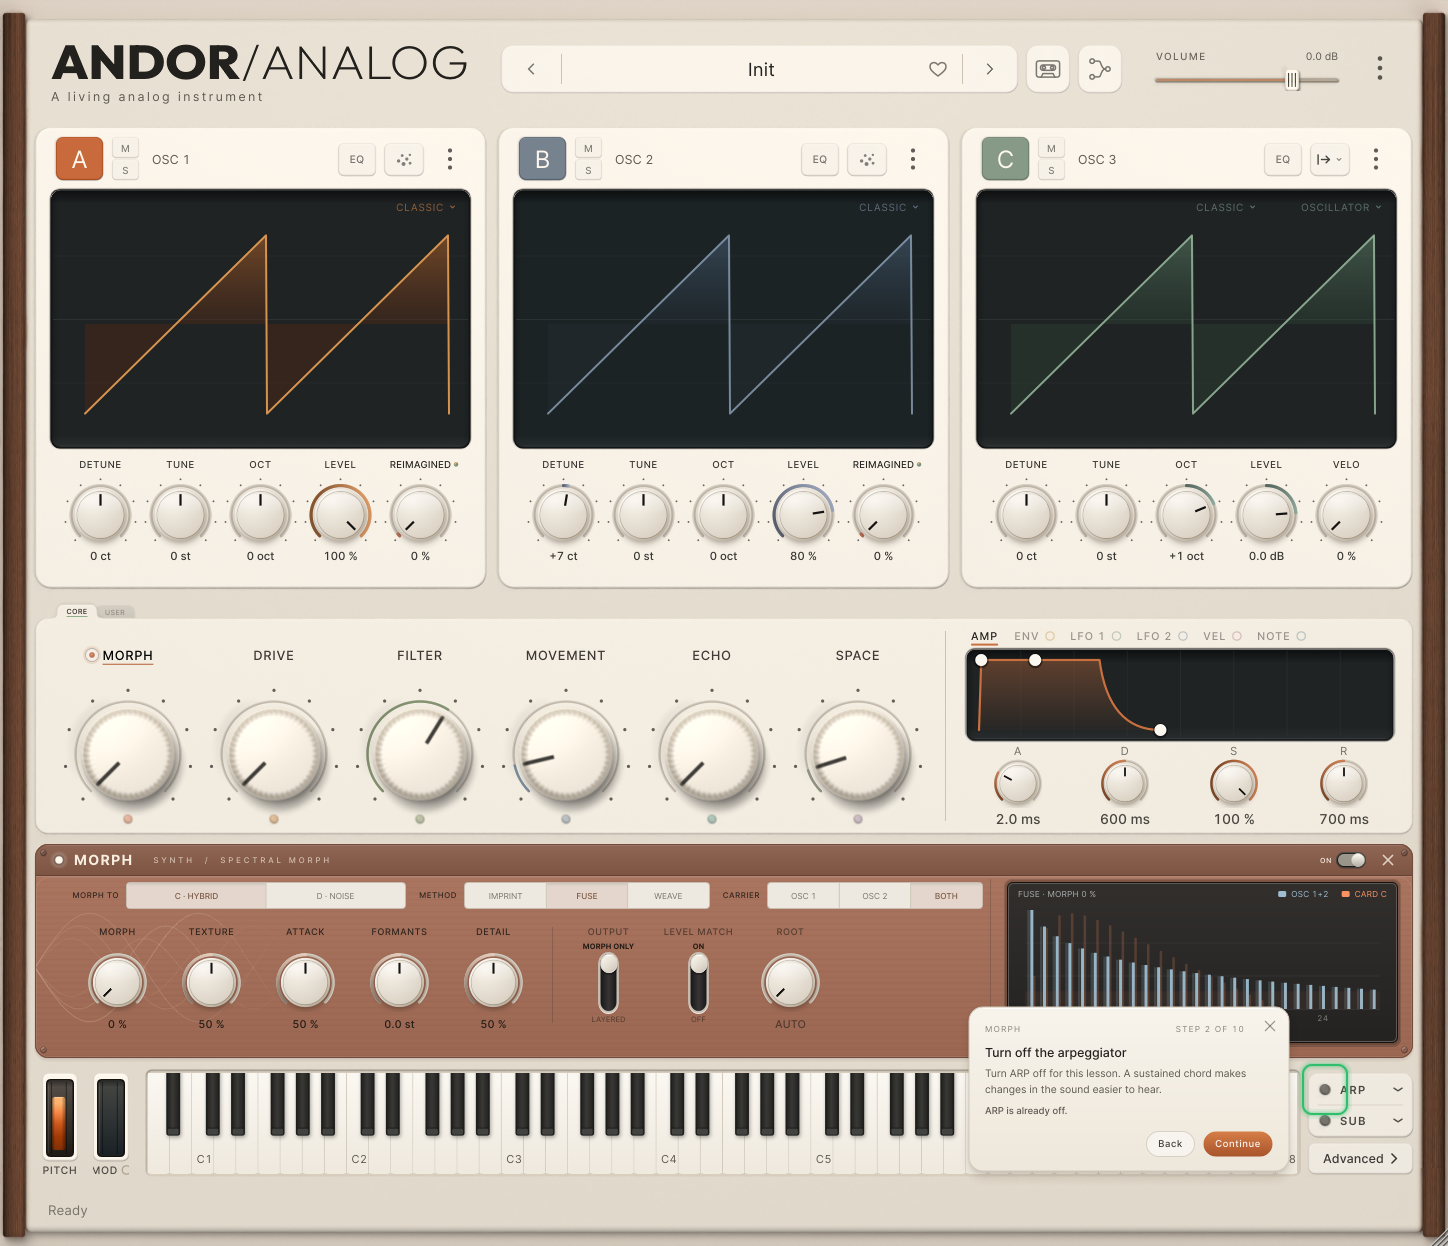 ANDOR/ANALOG
A living analog instrument
Init
VOLUME 0.0 dB
A M S OSC 1 EQ
CLASSIC
DETUNE TUNE OCT LEVEL REIMAGINED
0 ct 0 st 0 oct 100 % 0 %
B M S OSC 2 EQ
CLASSIC
DETUNE TUNE OCT LEVEL REIMAGINED
+7 ct 0 st 0 oct 80 % 0 %
C M S OSC 3 EQ
CLASSIC OSCILLATOR
DETUNE TUNE OCT LEVEL VELO
0 ct 0 st +1 oct 0.0 dB 0 %
CORE USER
MORPH DRIVE FILTER MOVEMENT ECHO SPACE
AMP ENV LFO 1 LFO 2 VEL NOTE
A D S R
2.0 ms 600 ms 100 % 700 ms
MORPH SYNTH / SPECTRAL MORPH ON
MORPH TO C · HYBRID D · NOISE METHOD IMPRINT FUSE WEAVE CARRIER OSC 1 OSC 2 BOTH
MORPH TEXTURE ATTACK FORMANTS DETAIL OUTPUT LEVEL MATCH ROOT
MORPH ONLY ON
LAYERED OFF
0 % 50 % 50 % 0.0 st 50 % AUTO
FUSE · MORPH 0 % OSC 1+2 CARD C
24
MORPH STEP 2 OF 10
Turn off the arpeggiator
Turn ARP off for this lesson. A sustained chord makes
changes in the sound easier to hear.
ARP is already off.
Back Continue
PITCH MOD
C1 C2 C3 C4 C5 8
ARP
SUB
Advanced
Ready